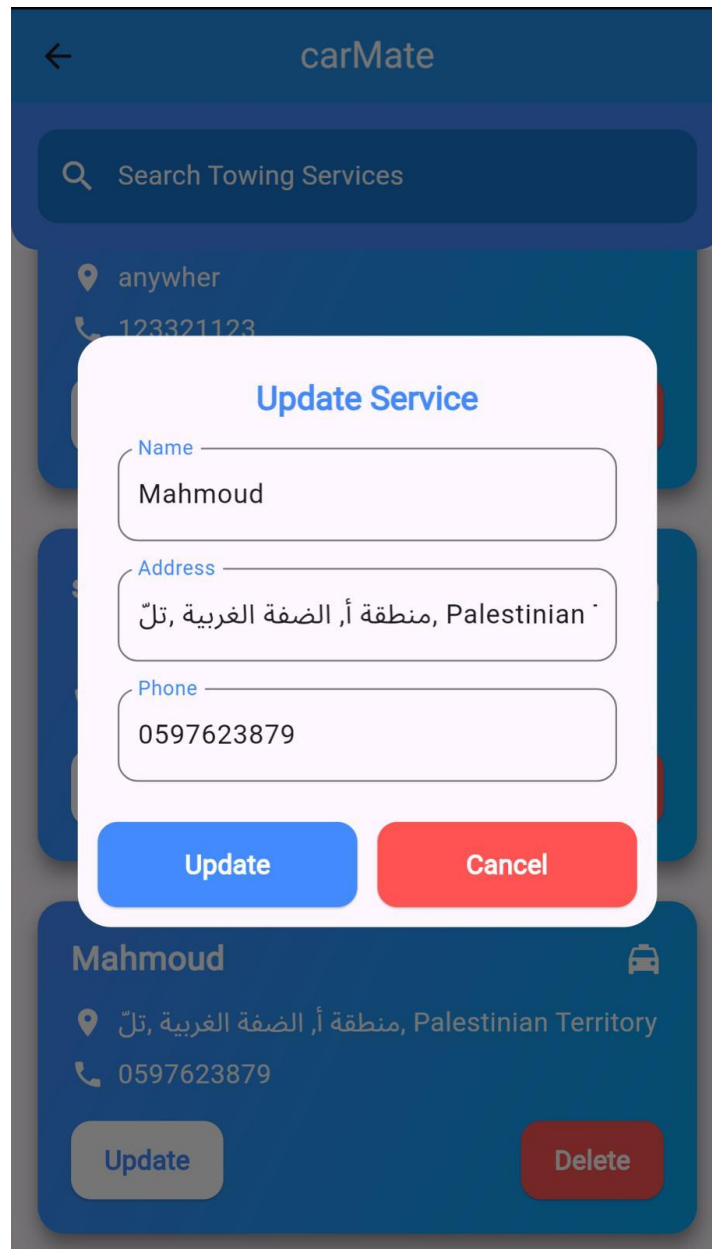 carMate
Search Towing Services
anywher
123321123
Update Service
Name
Mahmoud
Address
تلّ, الضفة الغربية ,منطقة أ, Palestinian
Phone
0597623879
Update
Cancel
Mahmoud
تلّ, الضفة الغربية ,منطقة أ, Palestinian Territory
0597623879
Update
Delete